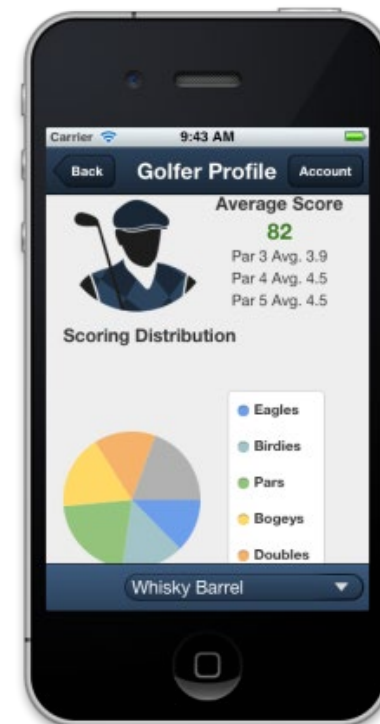 Carrier 9:43 AM
Back Golfer Profile Account
Average Score
82
Par 3 Avg. 3.9
Par 4 Avg. 4.5
Par 5 Avg. 4.5
Scoring Distribution
Eagles
Birdies
Pars
Bogeys
Doubles
Whisky Barrel